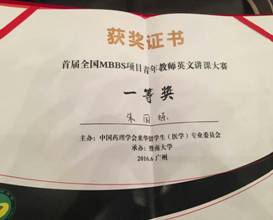 获奖证书
首届全国MBBS项目青年教师英文讲课大赛
一等奖
主办：中国药理学会来华留学生（医学）专业委员会
承办：暨南大学
2016.6 广州